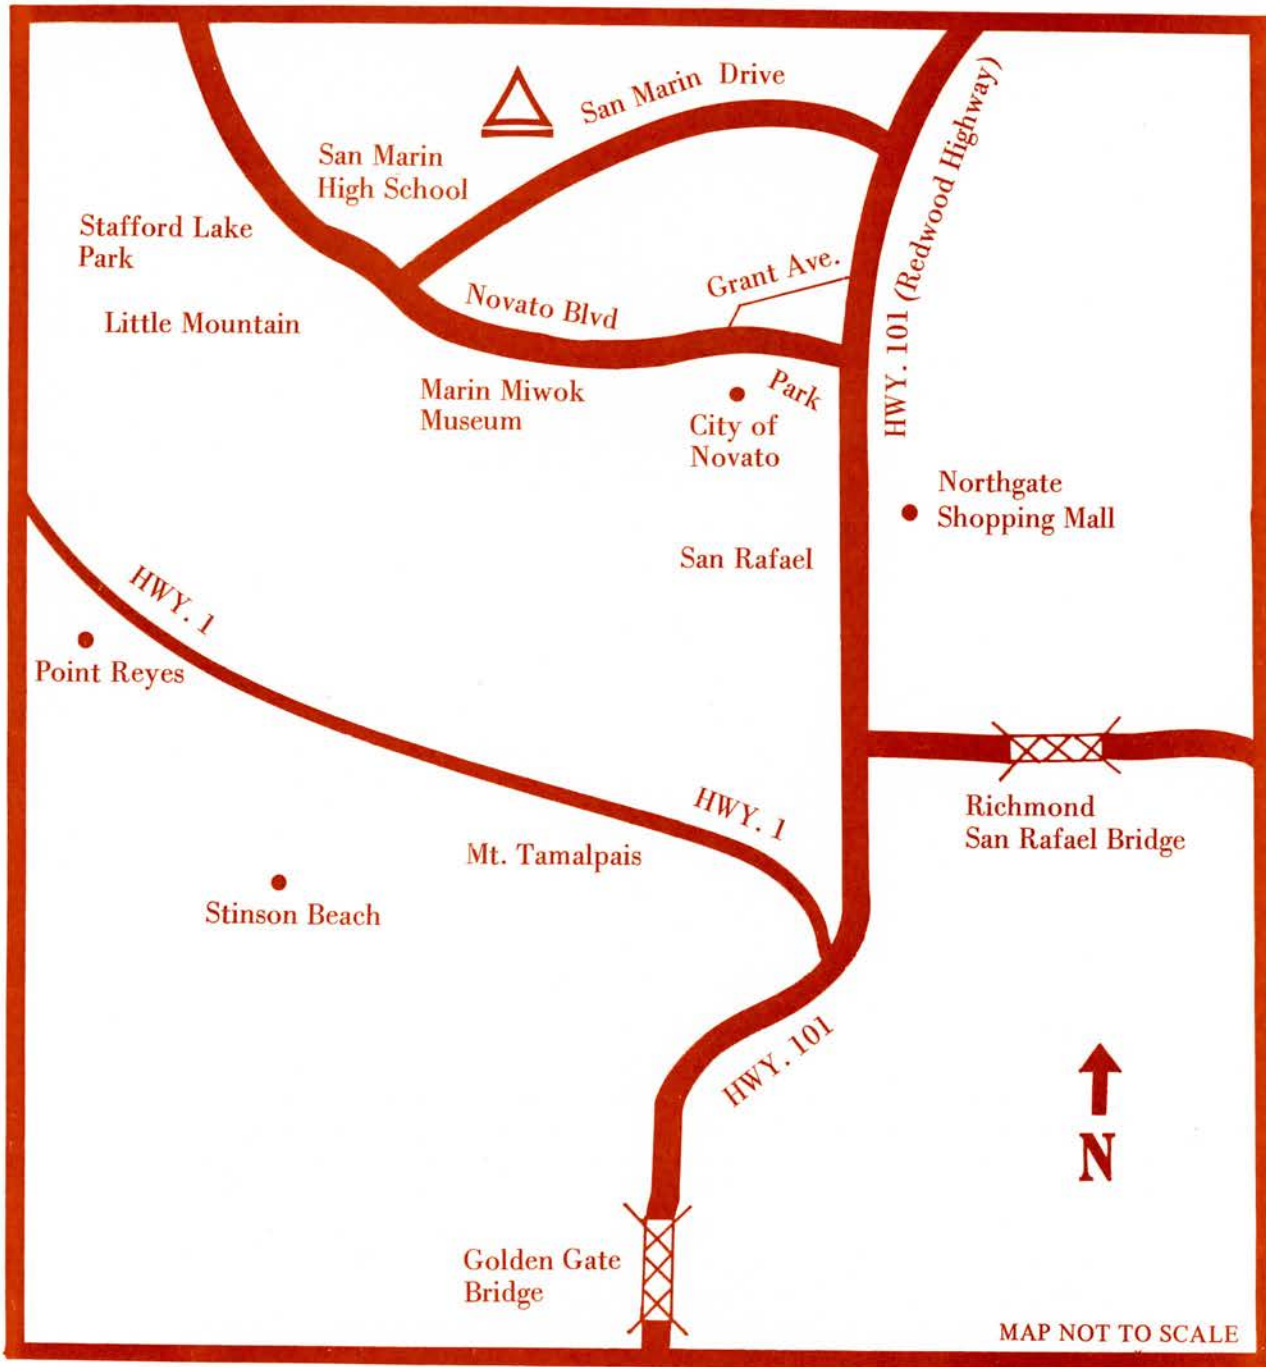 San Marin Drive
San Marin
High School
HWY. 101 (Redwood Highway)
Stafford Lake
Park
Grant Ave.
Novato Blvd
Little Mountain
Marin Miwok
Museum
Park
City of
Novato
Northgate
Shopping Mall
San Rafael
HWY. 1
Point Reyes
HWY. 1
Richmond
San Rafael Bridge
Mt. Tamalpais
Stinson Beach
HWY. 101
N
Golden Gate
Bridge
MAP NOT TO SCALE